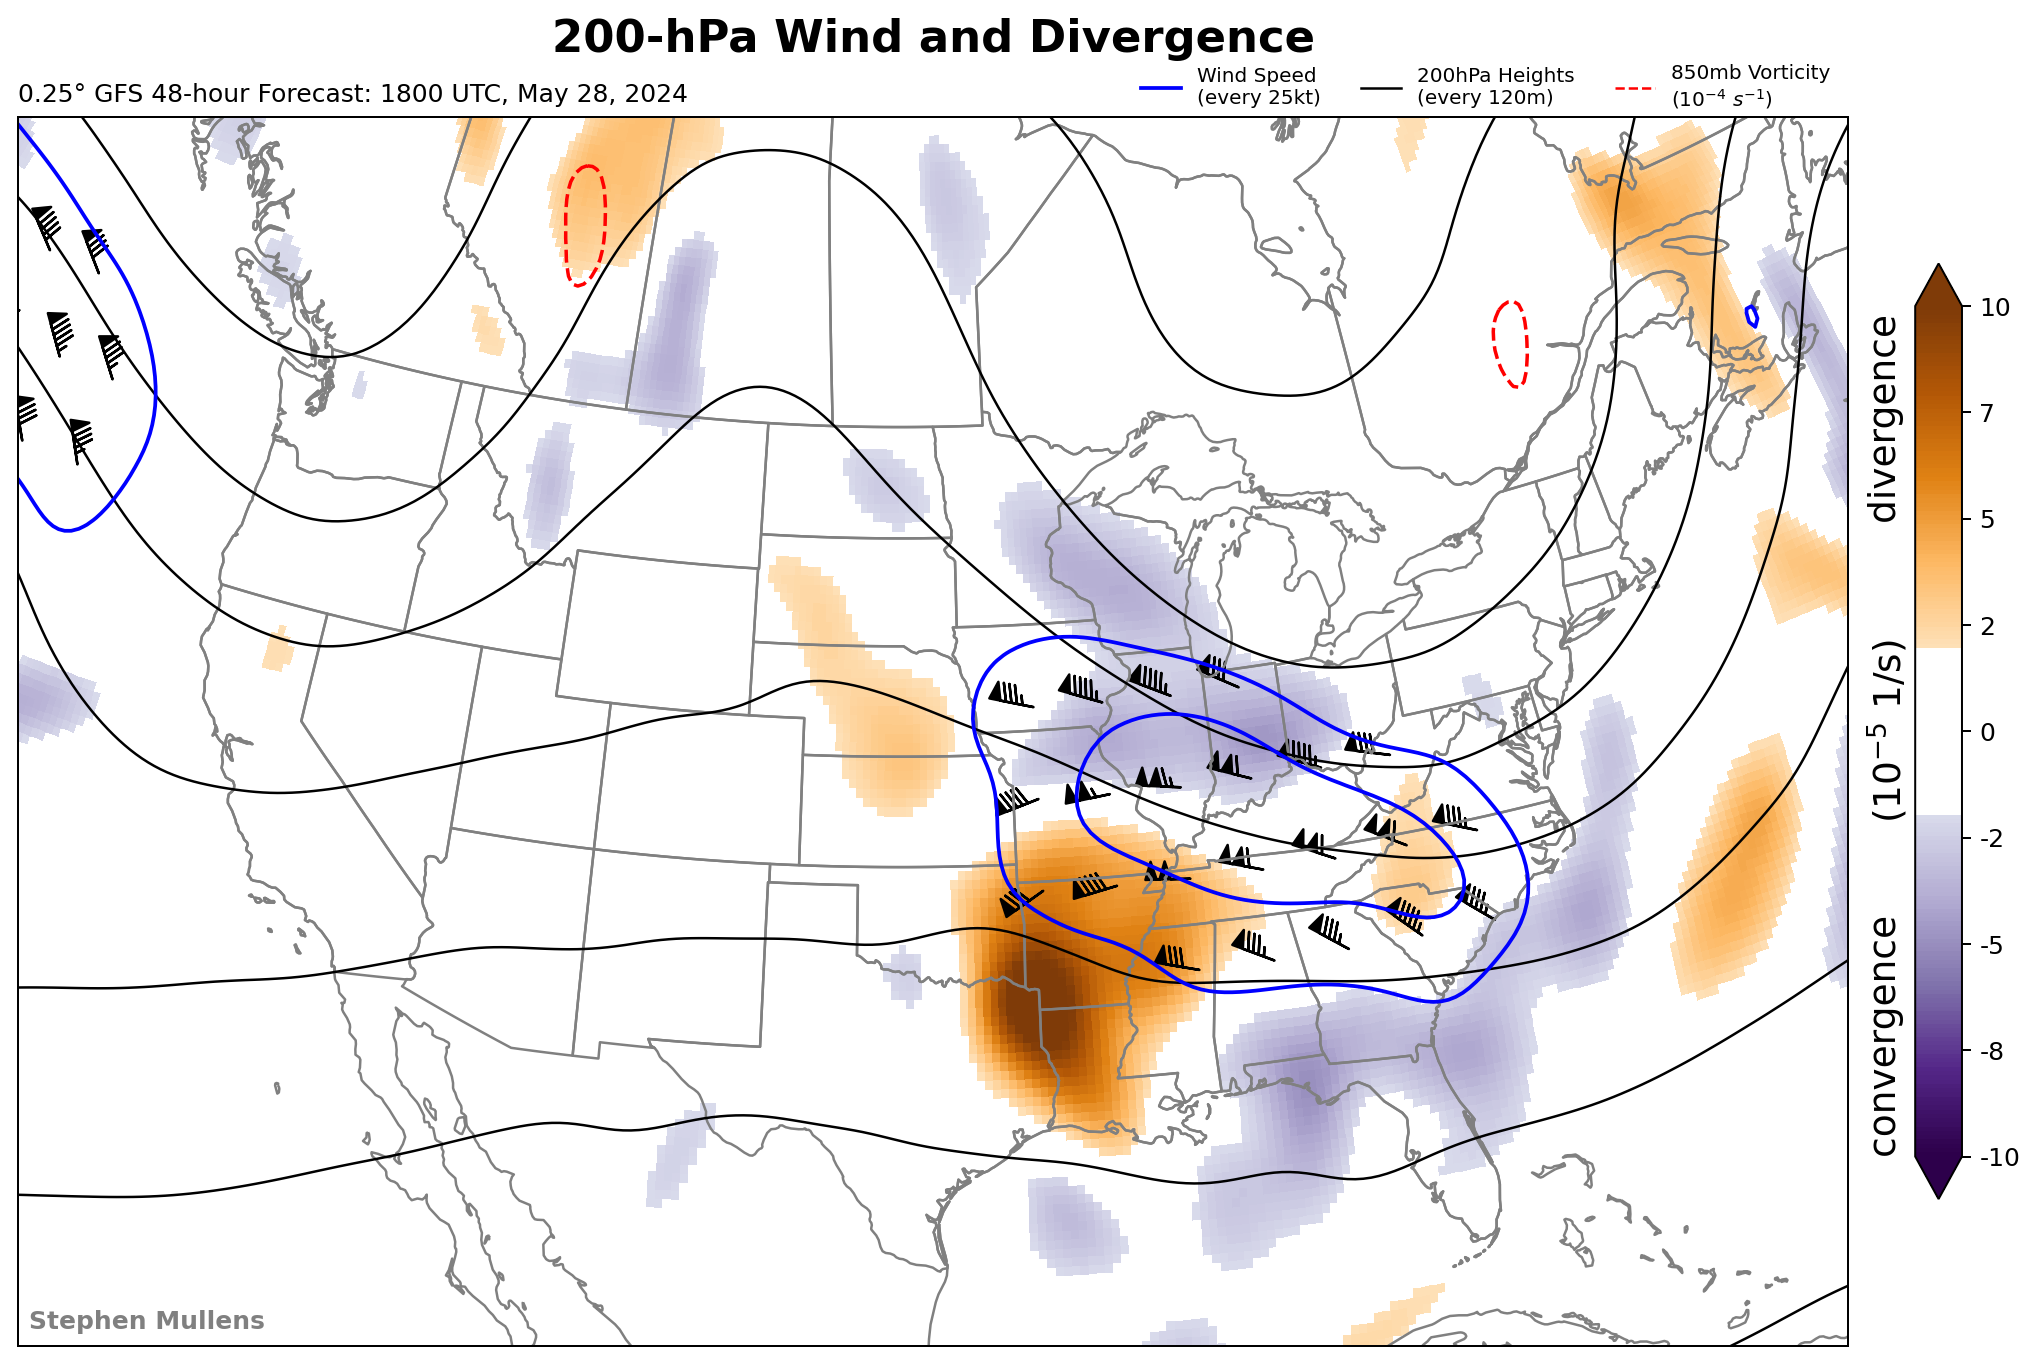 200-hPa Wind and Divergence
0.25° GFS 48-hour Forecast: 1800 UTC, May 28, 2024
Wind Speed
(every 25kt)
200hPa Heights
(every 120m)
850mb Vorticity
(10⁻⁴ s⁻¹)
10
7
5
2
0
-2
-5
-8
-10
convergence (10⁻⁵ 1/s) divergence
Stephen Mullens